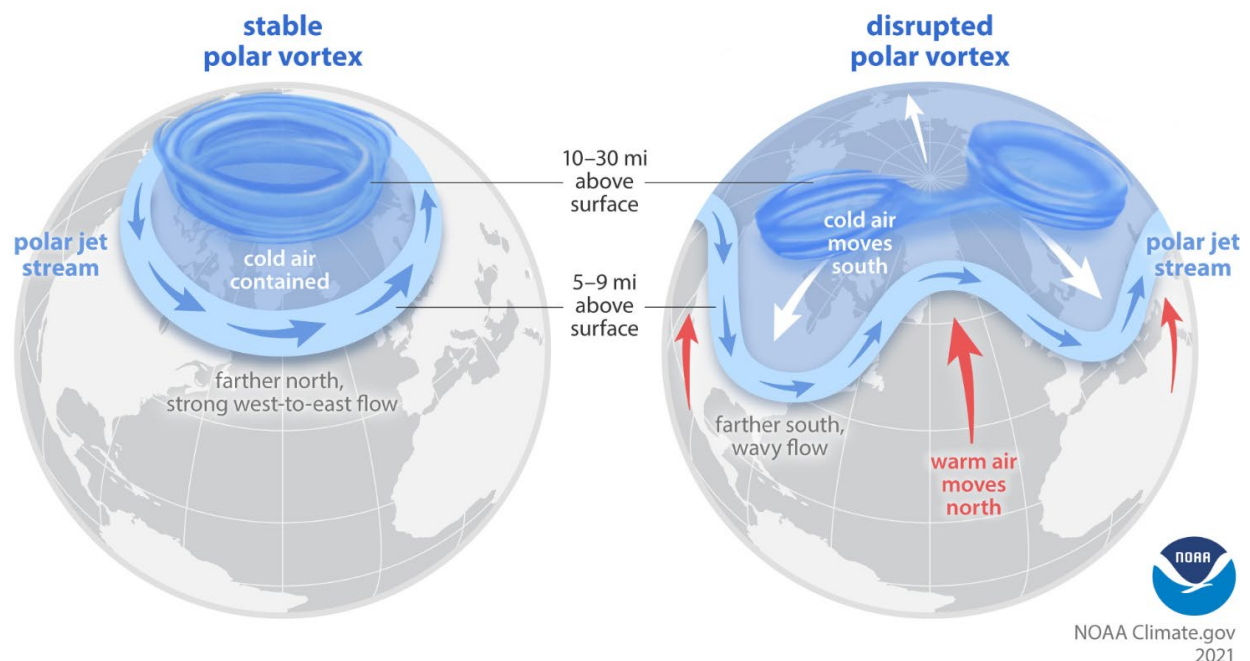 stable
polar vortex
disrupted
polar vortex
10–30 mi
above
surface
polar jet
stream
cold air
contained
5–9 mi
above
surface
farther north,
strong west-to-east flow
cold air
moves
south
polar jet
stream
farther south,
wavy flow
warm air
moves
north
NOAA
NOAA Climate.gov
2021